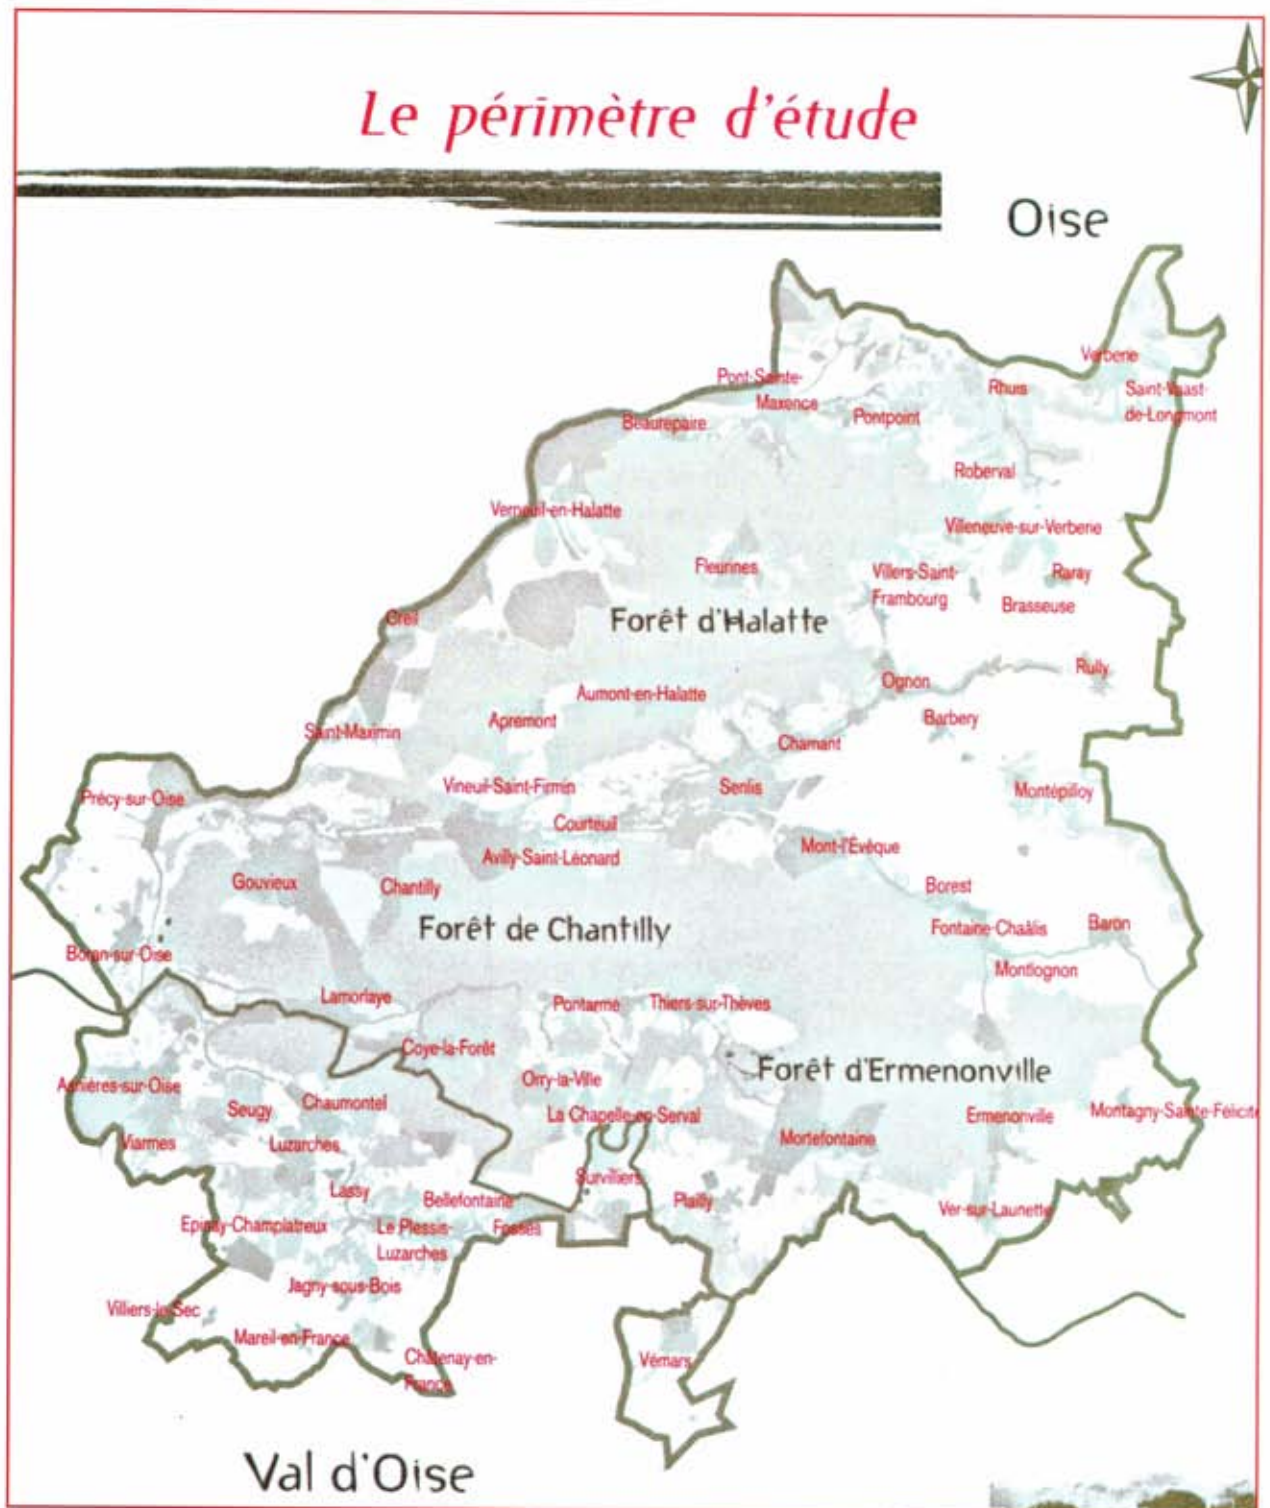 Le périmètre d'étude
Oise
Verberie
Pont-Sainte-
Maxence
Rhuis
Saint-Vaast-
de-Longmont
Beaurepaire
Pontpoint
Roberval
Verneuil-en-Halatte
Villeneuve-sur-Verberie
Fleurines
Villers-Saint-
Frambourg
Raray
Brasseuse
Creil
Forêt d'Halatte
Rully
Ognon
Aumont-en-Halatte
Apremont
Barbery
Saint-Maximin
Chamant
Vineuil-Saint-Firmin
Senlis
Montépilloy
Précy-sur-Oise
Courteuil
Mont-l'Évêque
Avilly-Saint-Léonard
Gouvieux
Chantilly
Borest
Forêt de Chantilly
Fontaine-Chaâlis
Baron
Boran-sur-Oise
Montlognon
Lamorlaye
Pontarmé
Thiers-sur-Thèves
Coye-la-Forêt
Forêt d'Ermenonville
Asnières-sur-Oise
Orry-la-Ville
Seugy
Chaumontel
La Chapelle-en-Serval
Ermenonville
Montagny-Sainte-Félicité
Viarmes
Luzarches
Mortefontaine
Survilliers
Lassy
Bellefontaine
Plailly
Ver-sur-Launette
Epinay-Champlatreux
Le Plessis-
Luzarches
Fosses
Jagny-sous-Bois
Villiers-le-Sec
Mareil-en-France
Châtenay-en-
France
Vémars
Val d'Oise